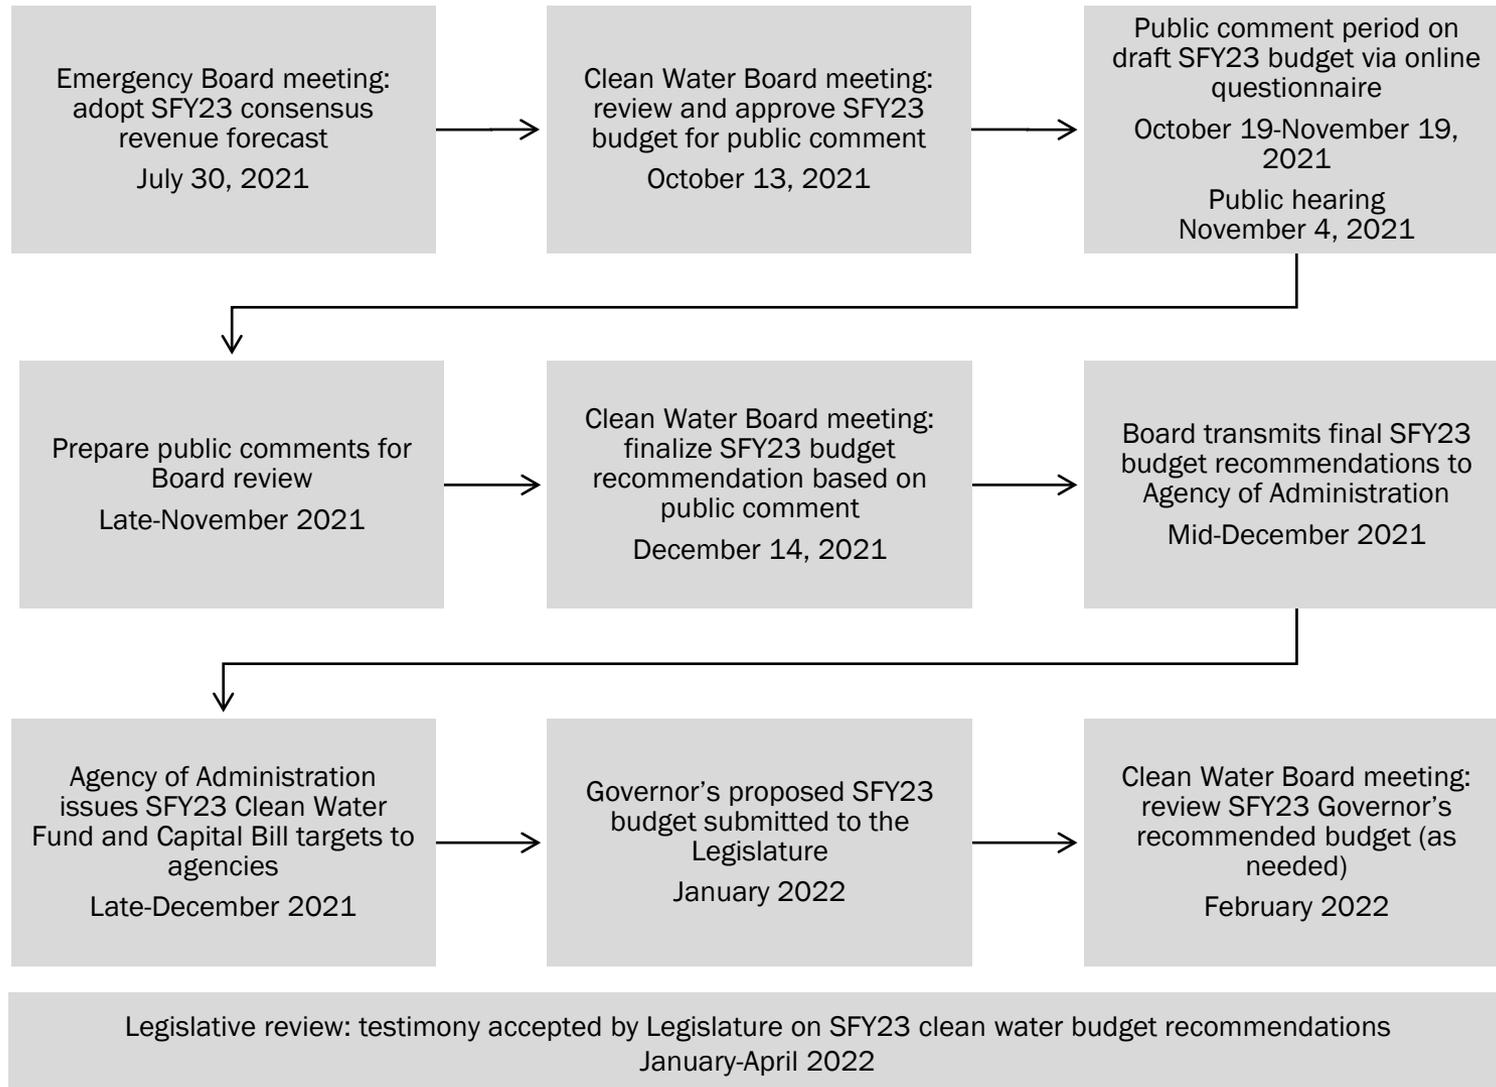 Emergency Board meeting:
adopt SFY23 consensus
revenue forecast
July 30, 2021
Clean Water Board meeting:
review and approve SFY23
budget for public comment
October 13, 2021
Public comment period on
draft SFY23 budget via online
questionnaire
October 19-November 19,
2021
Public hearing
November 4, 2021
Prepare public comments for
Board review
Late-November 2021
Clean Water Board meeting:
finalize SFY23 budget
recommendation based on
public comment
December 14, 2021
Board transmits final SFY23
budget recommendations to
Agency of Administration
Mid-December 2021
Agency of Administration
issues SFY23 Clean Water
Fund and Capital Bill targets to
agencies
Late-December 2021
Governor’s proposed SFY23
budget submitted to the
Legislature
January 2022
Clean Water Board meeting:
review SFY23 Governor’s
recommended budget (as
needed)
February 2022
Legislative review: testimony accepted by Legislature on SFY23 clean water budget recommendations
January-April 2022